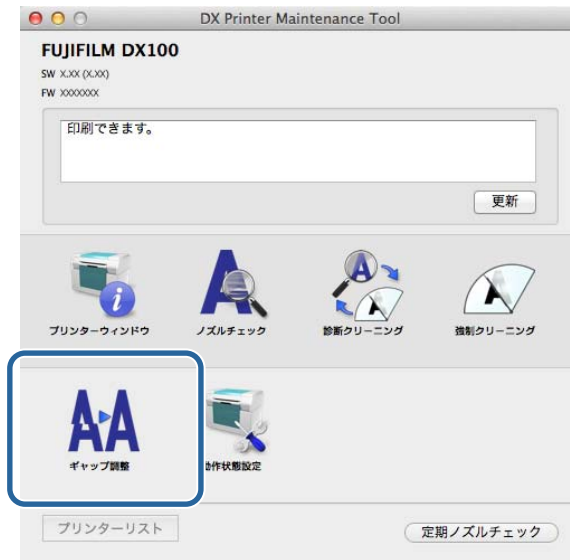 DX Printer Maintenance Tool
FUJIFILM DX100
SW X.XX (X.XX)
FW XXXXXXX
印刷できます。
更新
プリンターウィンドウ
ノズルチェック
診断クリーニング
強制クリーニング
ギャップ調整
動作状態設定
プリンターリスト
定期ノズルチェック